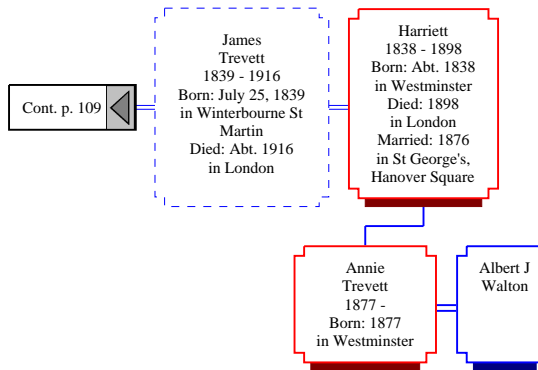 Cont. p. 109
James
Trevett
1839 - 1916
Born: July 25, 1839
in Winterbourne St
Martin
Died: Abt. 1916
in London
Harriett
1838 - 1898
Born: Abt. 1838
in Westminster
Died: 1898
in London
Married: 1876
in St George's,
Hanover Square
Annie
Trevett
1877 -
Born: 1877
in Westminster
Albert J
Walton